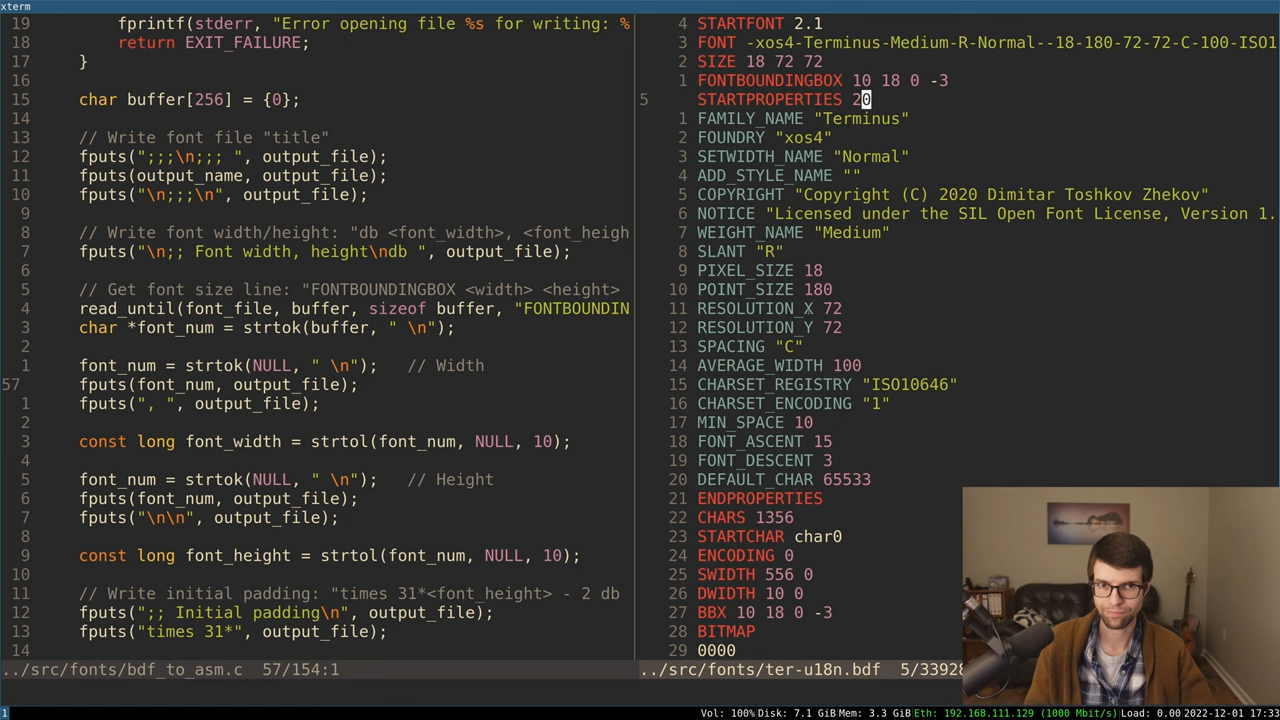 xterm
19 fprintf(stderr, "Error opening file %s for writing: %
18 return EXIT_FAILURE;
17 }
16
15 char buffer[256] = {0};
14
13 // Write font file "title"
12 fputs(";;;\n;;; ", output_file);
11 fputs(output_name, output_file);
10 fputs("\n;;;\n", output_file);
9
8 // Write font width/height: "db <font_width>, <font_heigh
7 fputs("\n;; Font width, height\ndb ", output_file);
6
5 // Get font size line: "FONTBOUNDINGBOX <width> <height>
4 read_until(font_file, buffer, sizeof buffer, "FONTBOUNDIN
3 char *font_num = strtok(buffer, " \n");
2
1 font_num = strtok(NULL, " \n");   // Width
57 fputs(font_num, output_file);
1 fputs(", ", output_file);
2
3 const long font_width = strtol(font_num, NULL, 10);
4
5 font_num = strtok(NULL, " \n");   // Height
6 fputs(font_num, output_file);
7 fputs("\n\n", output_file);
8
9 const long font_height = strtol(font_num, NULL, 10);
10
11 // Write initial padding: "times 31*<font_height> - 2 db
12 fputs(";; Initial padding\n", output_file);
13 fputs("times 31*", output_file);
14
../src/fonts/bdf_to_asm.c  57/154:1
4 STARTFONT 2.1
3 FONT -xos4-Terminus-Medium-R-Normal--18-180-72-72-C-100-ISO1
2 SIZE 18 72 72
1 FONTBOUNDINGBOX 10 18 0 -3
5 STARTPROPERTIES 20
1 FAMILY_NAME "Terminus"
2 FOUNDRY "xos4"
3 SETWIDTH_NAME "Normal"
4 ADD_STYLE_NAME ""
5 COPYRIGHT "Copyright (C) 2020 Dimitar Toshkov Zhekov"
6 NOTICE "Licensed under the SIL Open Font License, Version 1.
7 WEIGHT_NAME "Medium"
8 SLANT "R"
9 PIXEL_SIZE 18
10 POINT_SIZE 180
11 RESOLUTION_X 72
12 RESOLUTION_Y 72
13 SPACING "C"
14 AVERAGE_WIDTH 100
15 CHARSET_REGISTRY "ISO10646"
16 CHARSET_ENCODING "1"
17 MIN_SPACE 10
18 FONT_ASCENT 15
19 FONT_DESCENT 3
20 DEFAULT_CHAR 65533
21 ENDPROPERTIES
22 CHARS 1356
23 STARTCHAR char0
24 ENCODING 0
25 SWIDTH 556 0
26 DWIDTH 10 0
27 BBX 10 18 0 -3
28 BITMAP
29 0000
../src/fonts/ter-u18n.bdf  5/33928
1 Vol: 100% Disk: 7.1 GiB Mem: 3.3 GiB Eth: 192.168.111.129 (1000 Mbit/s) Load: 0.00 2022-12-01 17:33